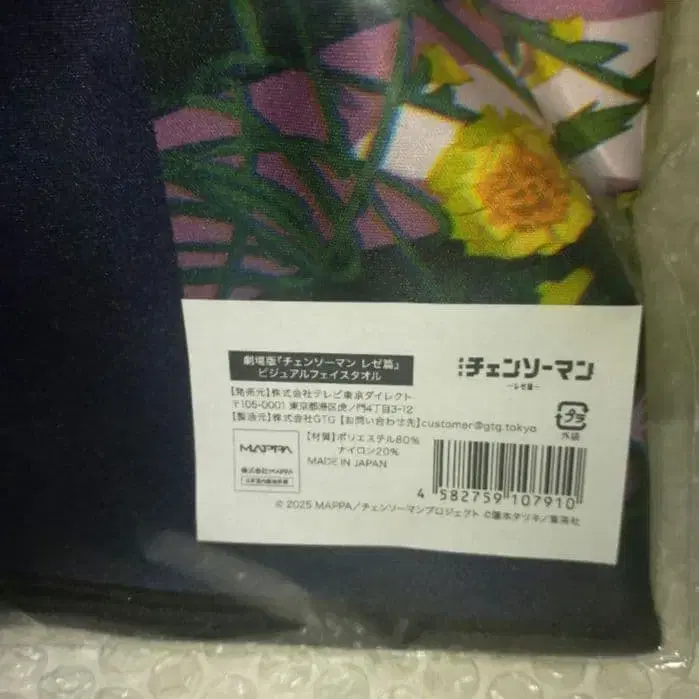 劇場版『チェンソーマン レゼ篇』
ビジュアルフェイスタオル
【発売元】株式会社テレビ東京ダイレクト
〒105-0001 東京都港区虎ノ門4丁目3-12
【製造元】株式会社GTG 【お問い合わせ先】customer@gtg.tokyo
【材質】ポリエステル80%
ナイロン20%
MADE IN JAPAN
MAPPA
株式会社MAPPA
チェンソーマン
ーレゼ篇ー
プラ
外袋
4 582759 107910
© 2025 MAPPA/チェンソーマンプロジェクト ©藤本タツキ/集英社